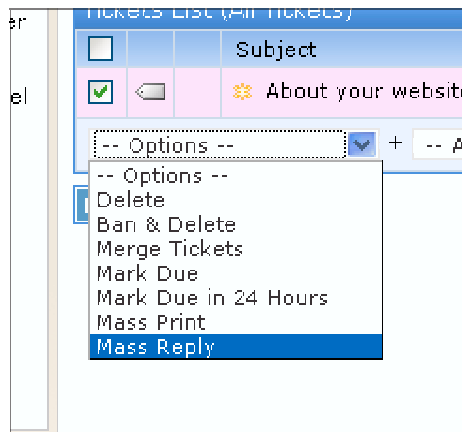 Tickets List (All Tickets)
Subject
About your website
-- Options -- + --
-- Options --
Delete
Ban & Delete
Merge Tickets
Mark Due
Mark Due in 24 Hours
Mass Print
Mass Reply